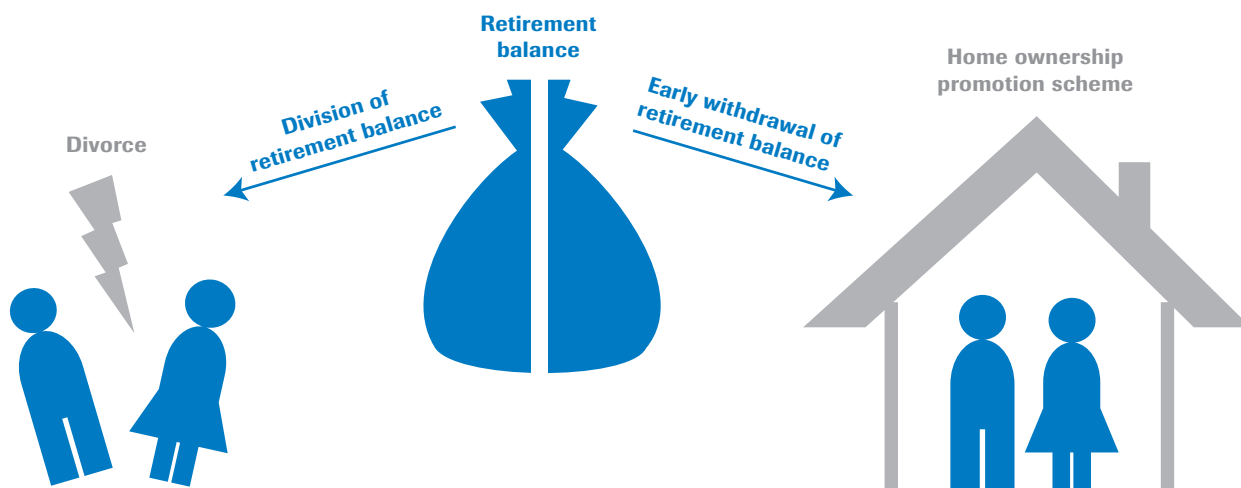 Retirement
balance
Division of
retirement balance
Early withdrawal of
retirement balance
Home ownership
promotion scheme
Divorce